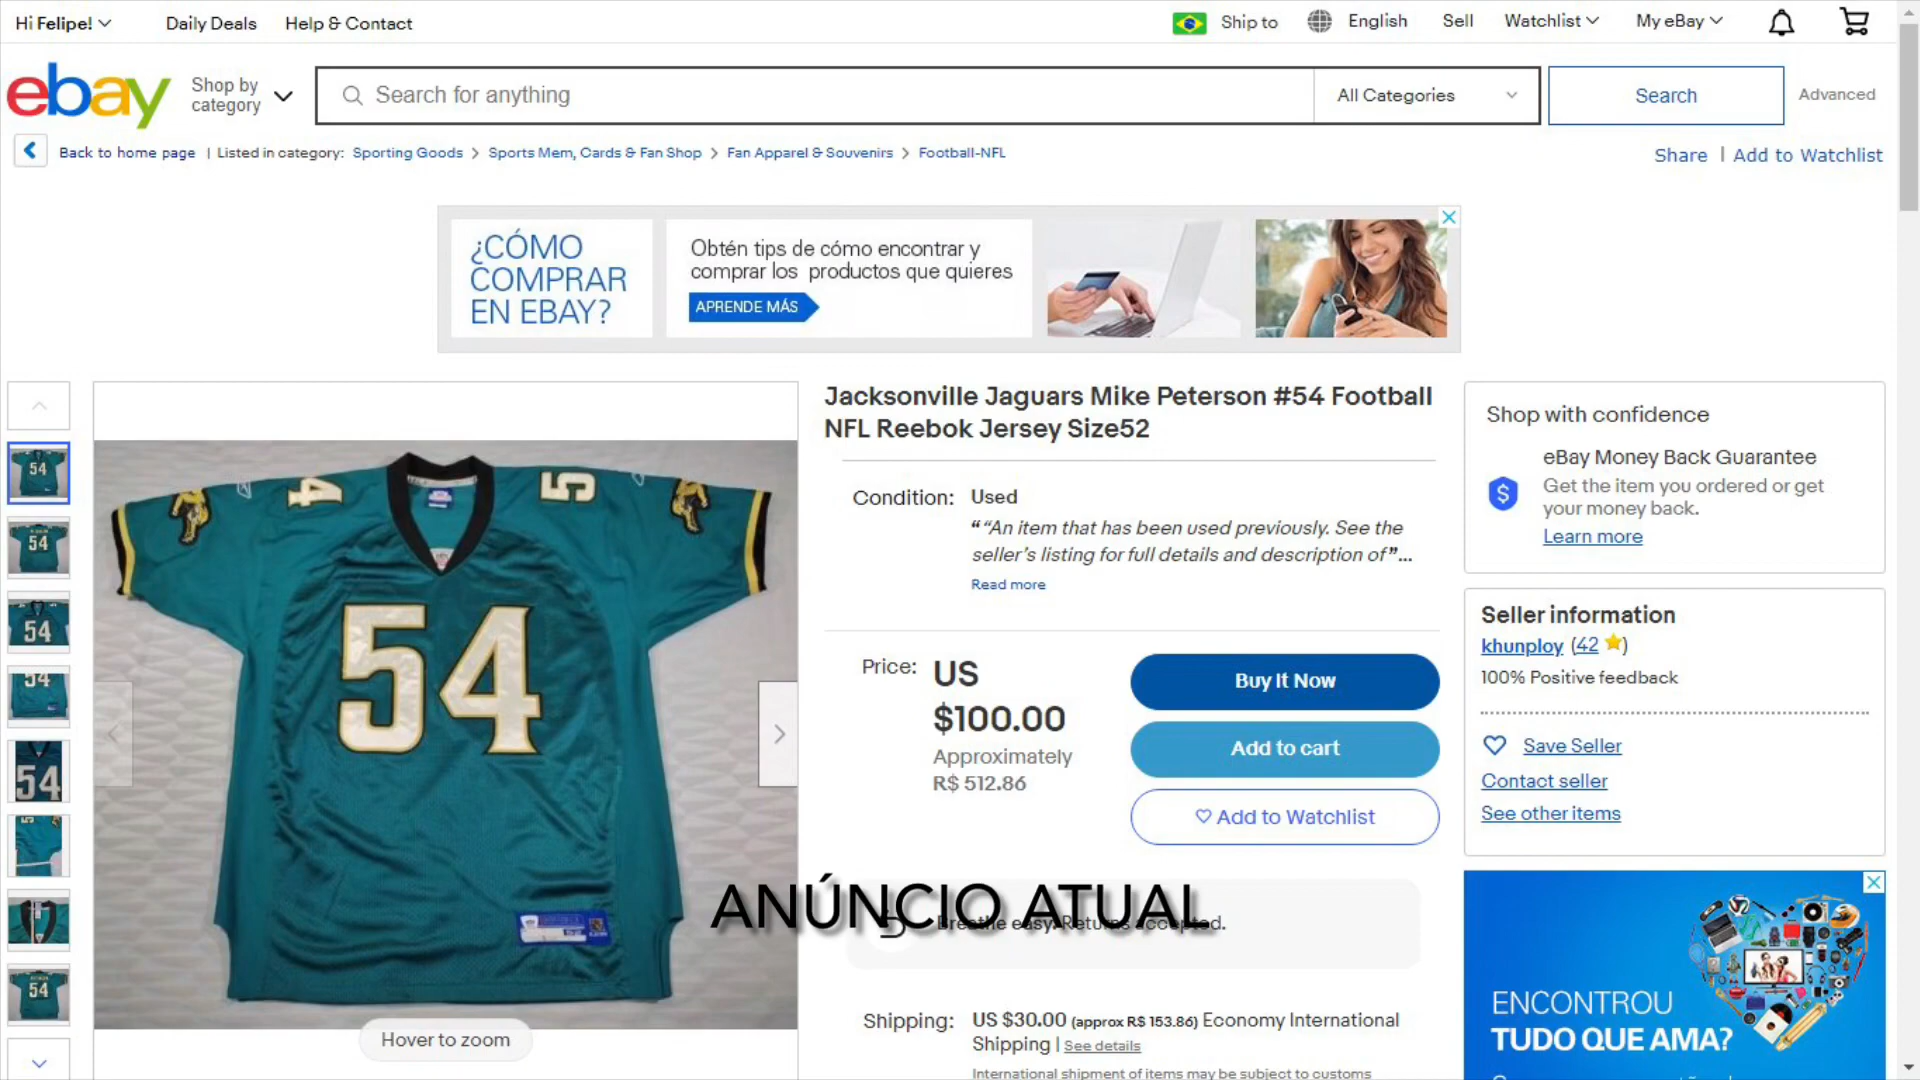 Hi Felipe!
Daily Deals
Help & Contact
Ship to
English
Sell
Watchlist
My eBay
ebay
Shop by category
Search for anything
All Categories
Search
Advanced
Back to home page | Listed in category: Sporting Goods > Sports Mem, Cards & Fan Shop > Fan Apparel & Souvenirs > Football-NFL
Share | Add to Watchlist
¿CÓMO
COMPRAR
EN EBAY?
Obtén tips de cómo encontrar y
comprar los productos que quieres
APRENDE MÁS
54
Hover to zoom
Jacksonville Jaguars Mike Peterson #54 Football
NFL Reebok Jersey Size52
Condition: Used
““An item that has been used previously. See the
seller’s listing for full details and description of”...
Read more
Price: US
$100.00
Approximately
R$ 512.86
Buy It Now
Add to cart
Add to Watchlist
ANÚNCIO ATUAL
Breathe easy. Returns accepted.
Shipping: US $30.00 (approx R$ 153.86) Economy International
Shipping | See details
International shipment of items may be subject to customs
Shop with confidence
eBay Money Back Guarantee
Get the item you ordered or get
your money back.
Learn more
Seller information
khunploy (42)
100% Positive feedback
Save Seller
Contact seller
See other items
ENCONTROU
TUDO QUE AMA?